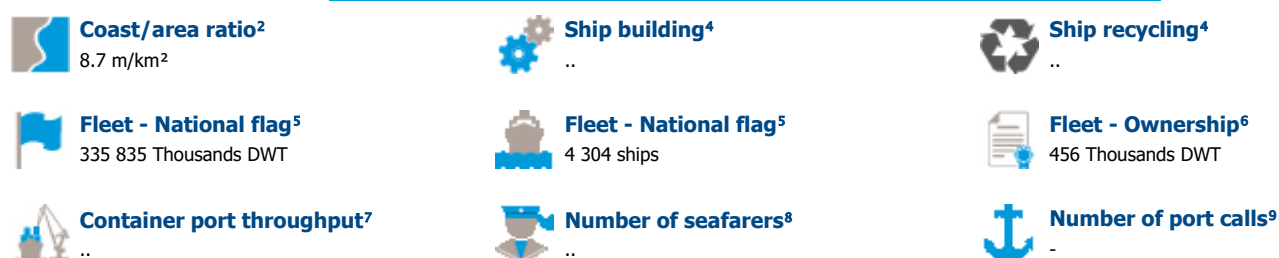 Coast/area ratio²
8.7 m/km²
Ship building⁴
..
Ship recycling⁴
..
Fleet - National flag⁵
335 835 Thousands DWT
Fleet - National flag⁵
4 304 ships
Fleet - Ownership⁶
456 Thousands DWT
Container port throughput⁷
..
Number of seafarers⁸
..
Number of port calls⁹
-